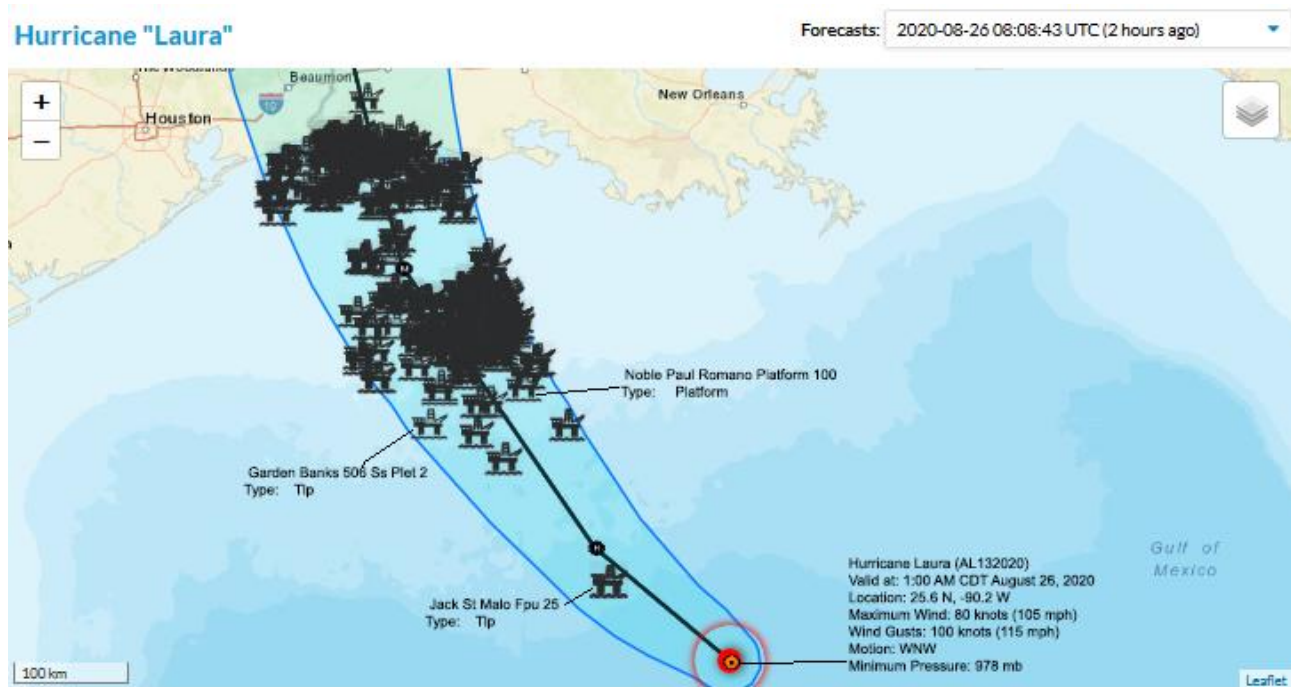 Hurricane "Laura"
Forecasts: 2020-08-26 08:08:43 UTC (2 hours ago)
+
−
Beaumont
10
Houston
New Orleans
Noble Paul Romano Platform 100
Type: Platform
Garden Banks 506 Ss Plet 2
Type: Tlp
Gulf of
Mexico
Hurricane Laura (AL132020)
Valid at: 1:00 AM CDT August 26, 2020
Location: 25.6 N, -90.2 W
Maximum Wind: 80 knots (105 mph)
Wind Gusts: 100 knots (115 mph)
Motion: WNW
Minimum Pressure: 978 mb
Jack St Malo Fpu 25
Type: Tlp
100 km
Leaflet